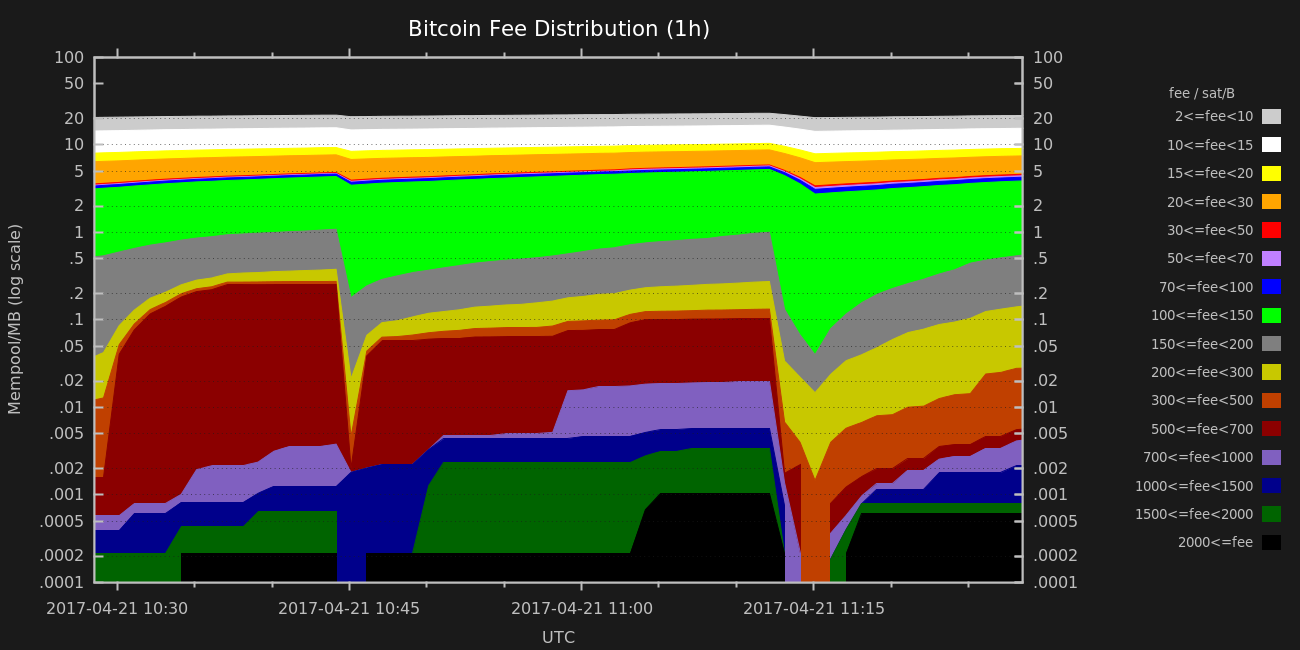 Bitcoin Fee Distribution (1h)
100
50
20
10
5
2
1
.5
.2
.1
.05
.02
.01
.005
.002
.001
.0005
.0002
.0001
Mempool/MB (log scale)
100
50
20
10
5
2
1
.5
.2
.1
.05
.02
.01
.005
.002
.001
.0005
.0002
.0001
2017-04-21 10:30
2017-04-21 10:45
2017-04-21 11:00
2017-04-21 11:15
UTC
fee / sat/B
2<=fee<10
10<=fee<15
15<=fee<20
20<=fee<30
30<=fee<50
50<=fee<70
70<=fee<100
100<=fee<150
150<=fee<200
200<=fee<300
300<=fee<500
500<=fee<700
700<=fee<1000
1000<=fee<1500
1500<=fee<2000
2000<=fee